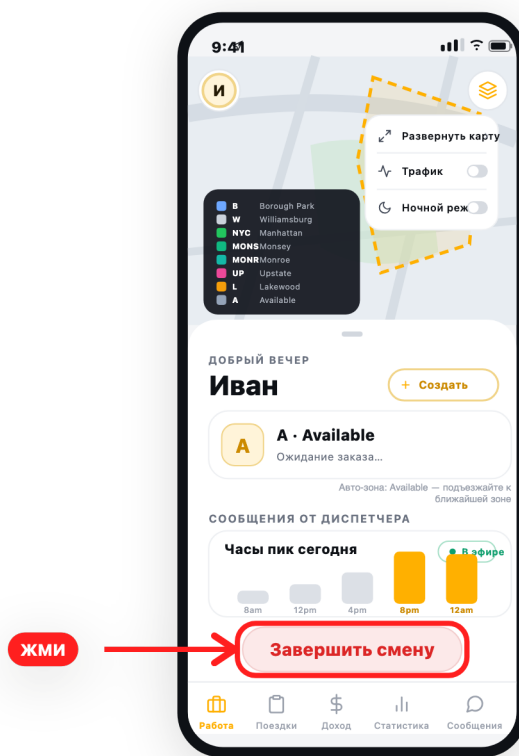 9:41
И
Развернуть карту
Трафик
Ночной реж
B Borough Park
W Williamsburg
NYC Manhattan
MONS Monsey
MONR Monroe
UP Upstate
L Lakewood
A Available
ДОБРЫЙ ВЕЧЕР
Иван
+ Создать
A
A · Available
Ожидание заказа...
Авто-зона: Available — подъезжайте к
ближайшей зоне
СООБЩЕНИЯ ОТ ДИСПЕТЧЕРА
Часы пик сегодня
В эфире
8am 12pm 4pm 8pm 12am
ЖМИ
Завершить смену
Работа Поездки Доход Статистика Сообщения